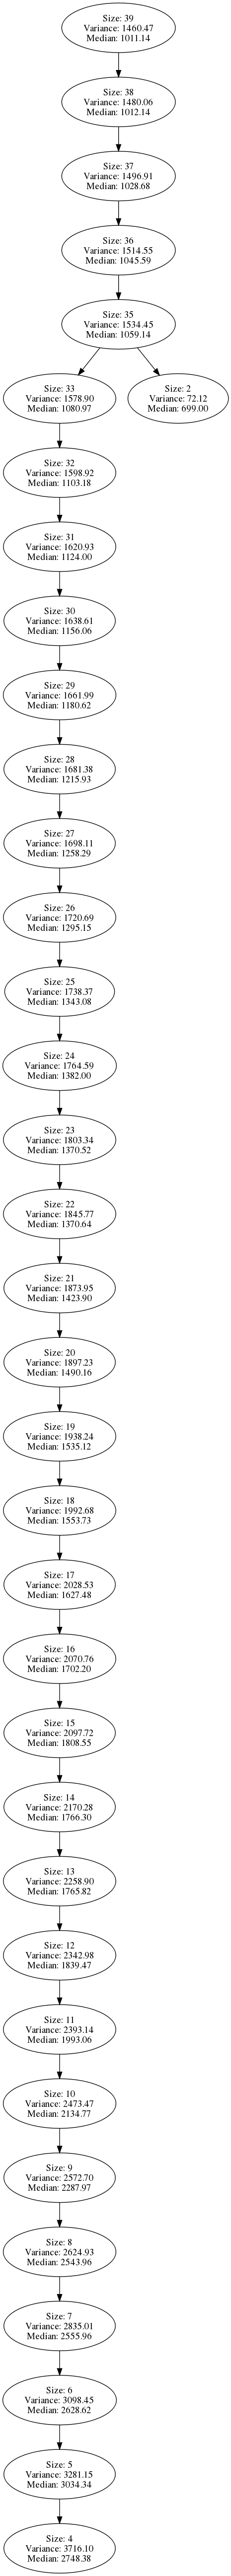 Size: 39
Variance: 1460.47
Median: 1011.14
Size: 38
Variance: 1480.06
Median: 1012.14
Size: 37
Variance: 1496.91
Median: 1028.68
Size: 36
Variance: 1514.55
Median: 1045.59
Size: 35
Variance: 1534.45
Median: 1059.14
Size: 33
Variance: 1578.90
Median: 1080.97
Size: 2
Variance: 72.12
Median: 699.00
Size: 32
Variance: 1598.92
Median: 1103.18
Size: 31
Variance: 1620.93
Median: 1124.00
Size: 30
Variance: 1638.61
Median: 1156.06
Size: 29
Variance: 1661.99
Median: 1180.62
Size: 28
Variance: 1681.38
Median: 1215.93
Size: 27
Variance: 1698.11
Median: 1258.29
Size: 26
Variance: 1720.69
Median: 1295.15
Size: 25
Variance: 1738.37
Median: 1343.08
Size: 24
Variance: 1764.59
Median: 1382.00
Size: 23
Variance: 1803.34
Median: 1370.52
Size: 22
Variance: 1845.77
Median: 1370.64
Size: 21
Variance: 1873.95
Median: 1423.90
Size: 20
Variance: 1897.23
Median: 1490.16
Size: 19
Variance: 1938.24
Median: 1535.12
Size: 18
Variance: 1992.68
Median: 1553.73
Size: 17
Variance: 2028.53
Median: 1627.48
Size: 16
Variance: 2070.76
Median: 1702.20
Size: 15
Variance: 2097.72
Median: 1808.55
Size: 14
Variance: 2170.28
Median: 1766.30
Size: 13
Variance: 2258.90
Median: 1765.82
Size: 12
Variance: 2342.98
Median: 1839.47
Size: 11
Variance: 2393.14
Median: 1993.06
Size: 10
Variance: 2473.47
Median: 2134.77
Size: 9
Variance: 2572.70
Median: 2287.97
Size: 8
Variance: 2624.93
Median: 2543.96
Size: 7
Variance: 2835.01
Median: 2555.96
Size: 6
Variance: 3098.45
Median: 2628.62
Size: 5
Variance: 3281.15
Median: 3034.34
Size: 4
Variance: 3716.10
Median: 2748.38